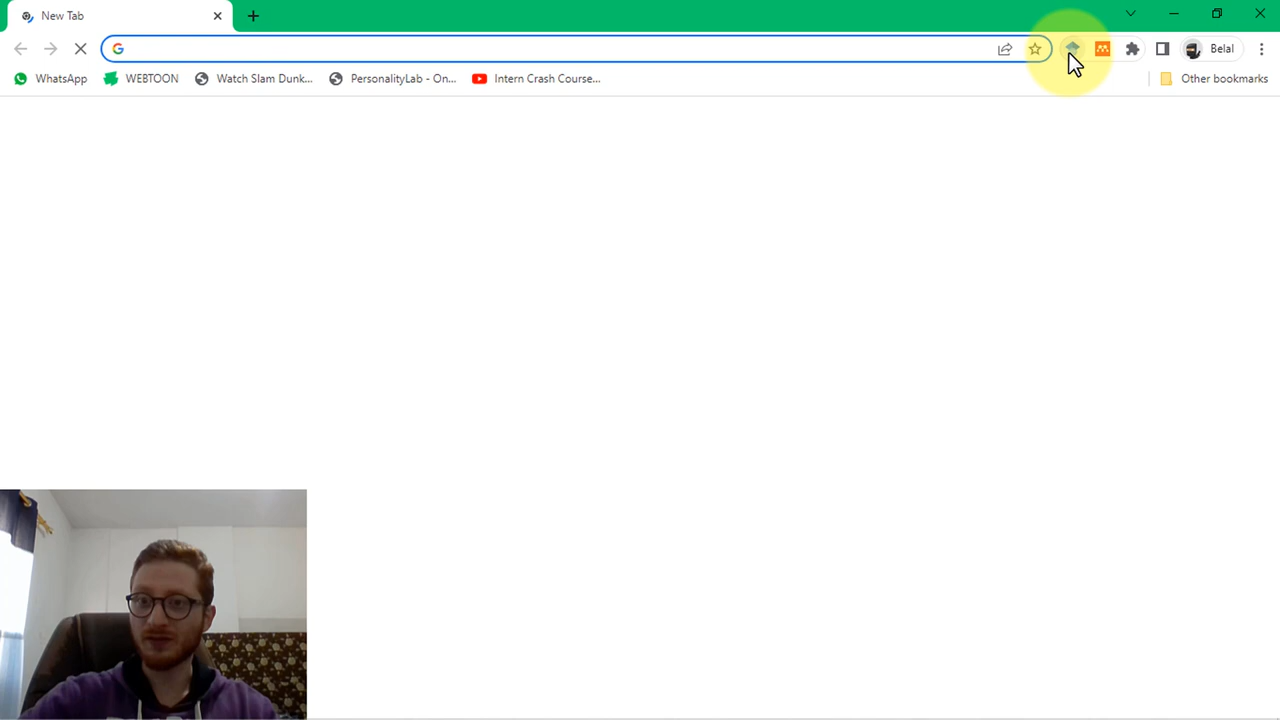 New Tab
Belal
WhatsApp
WEBTOON
Watch Slam Dunk...
PersonalityLab - On...
Intern Crash Course...
Other bookmarks